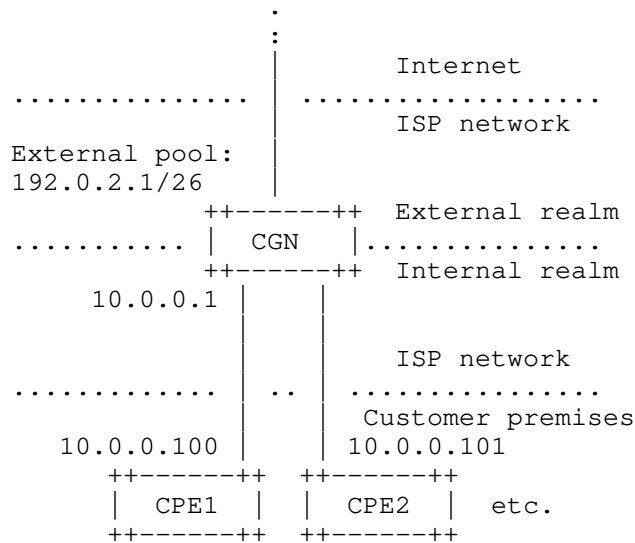 .
:
|          Internet
............... | ...................
|          ISP network
External pool: |
192.0.2.1/26 |
++------++ External realm
........... | CGN |...............
++------++ Internal realm
10.0.0.1 | |
| |
| | ISP network
............. | .. | ................
| | Customer premises
10.0.0.100 | | 10.0.0.101
++------++ ++------++
| CPE1 | | CPE2 | etc.
++------++ ++------++